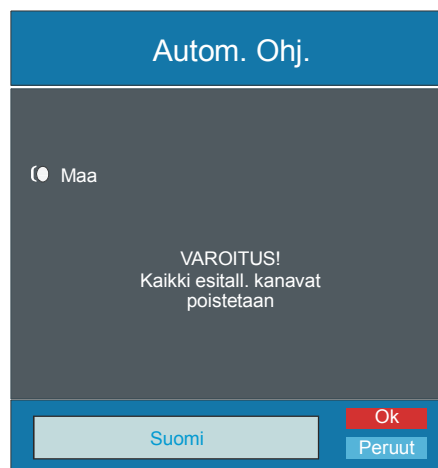 Autom. Ohj.
Maa
VAROITUS!
Kaikki esitall. kanavat
poistetaan
Suomi
Ok
Peruut